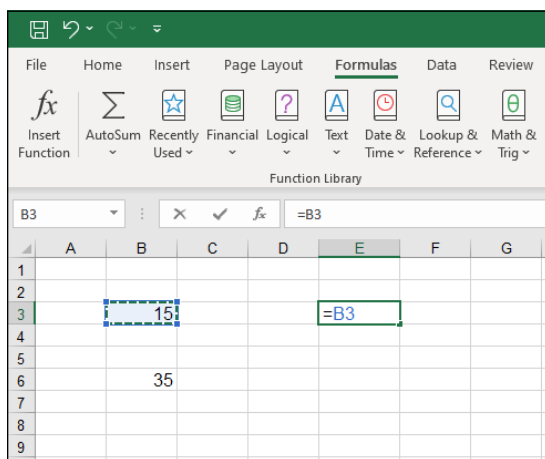 File Home Insert Page Layout Formulas Data Review
fx ∑ ? A θ
Insert Function AutoSum Recently Used Financial Logical Text Date & Time Lookup & Reference Math & Trig
Function Library
B3 fx =B3
A B C D E F G
1
2
3 15 =B3
4
5
6 35
7
8
9